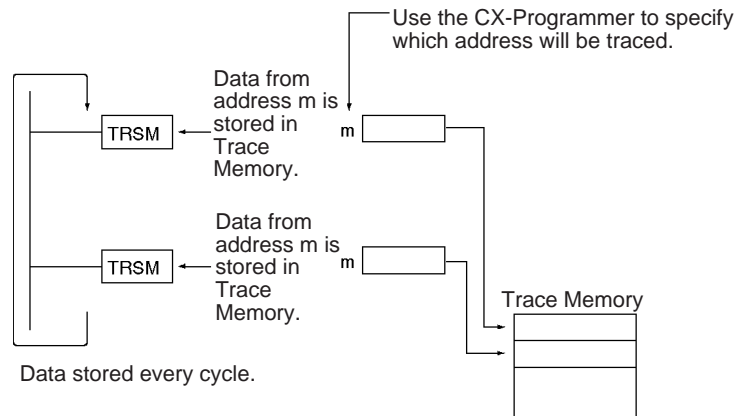 Use the CX-Programmer to specify
which address will be traced.
Data from
address m is
stored in
Trace
Memory.
TRSM
m
Data from
address m is
stored in
Trace
Memory.
TRSM
m
Trace Memory
Data stored every cycle.